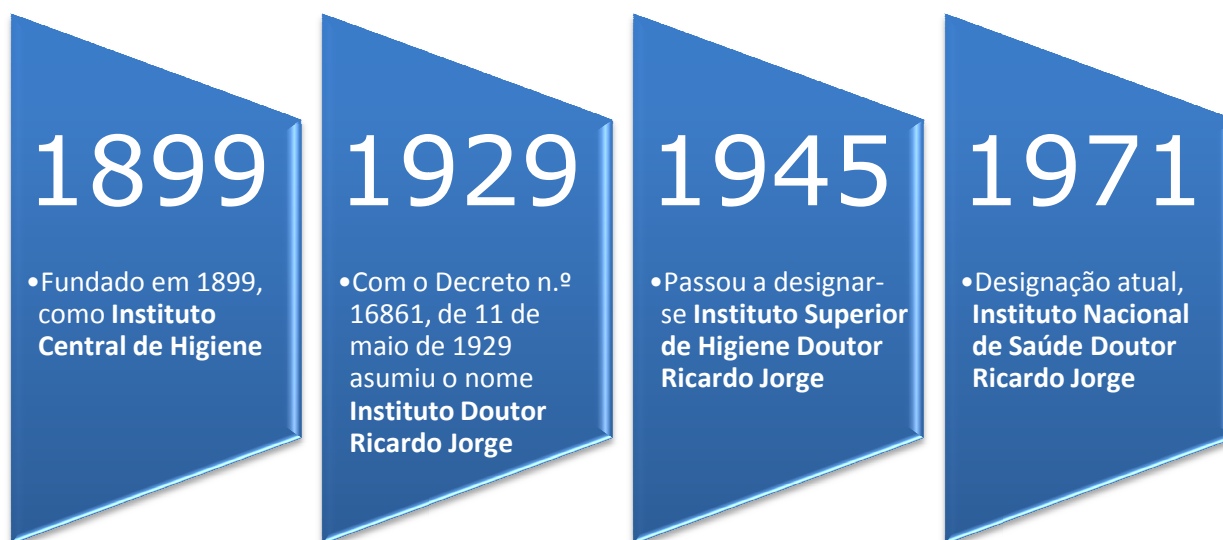 1899
•Fundado em 1899,
como Instituto
Central de Higiene
1929
•Com o Decreto n.º
16861, de 11 de
maio de 1929
asumiu o nome
Instituto Doutor
Ricardo Jorge
1945
•Passou a designar-
se Instituto Superior
de Higiene Doutor
Ricardo Jorge
1971
•Designação atual,
Instituto Nacional
de Saúde Doutor
Ricardo Jorge